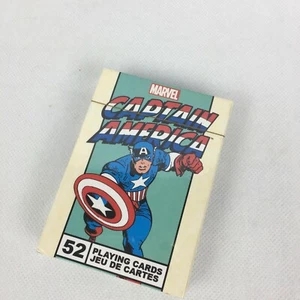 MARVEL
CAPTAIN
AMERICA
52 PLAYING CARDS
JEU DE CARTES